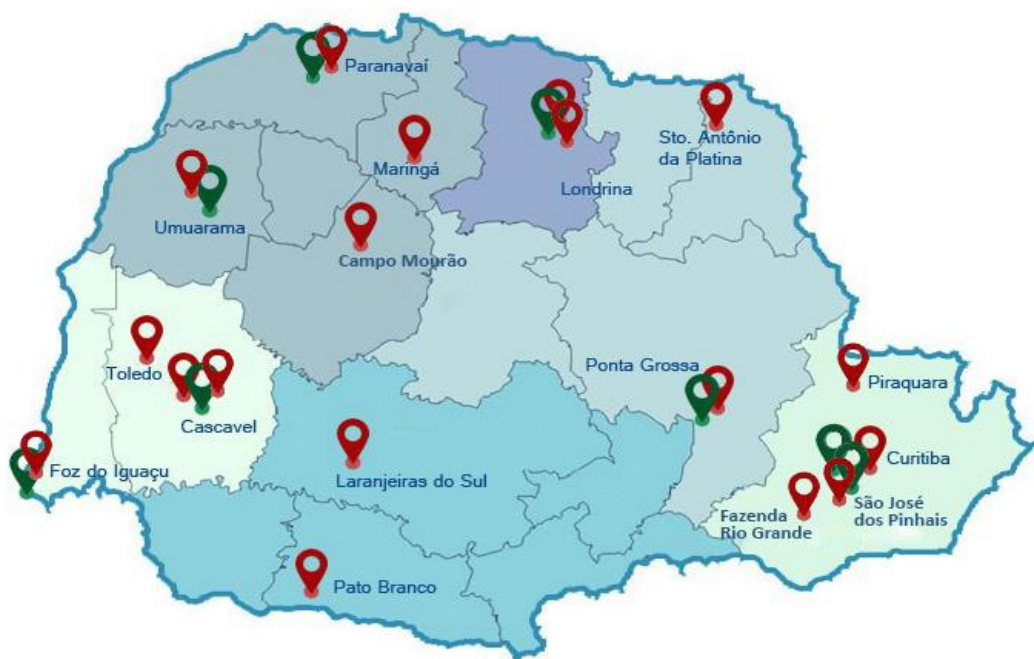 Paranavaí
Sto. Antônio
da Platina
Maringá
Londrina
Umuarama
Campo Mourão
Toledo
Ponta Grossa
Piraquara
Cascavel
Curitiba
Foz do Iguaçu
Laranjeiras do Sul
São José
dos Pinhais
Fazenda
Rio Grande
Pato Branco